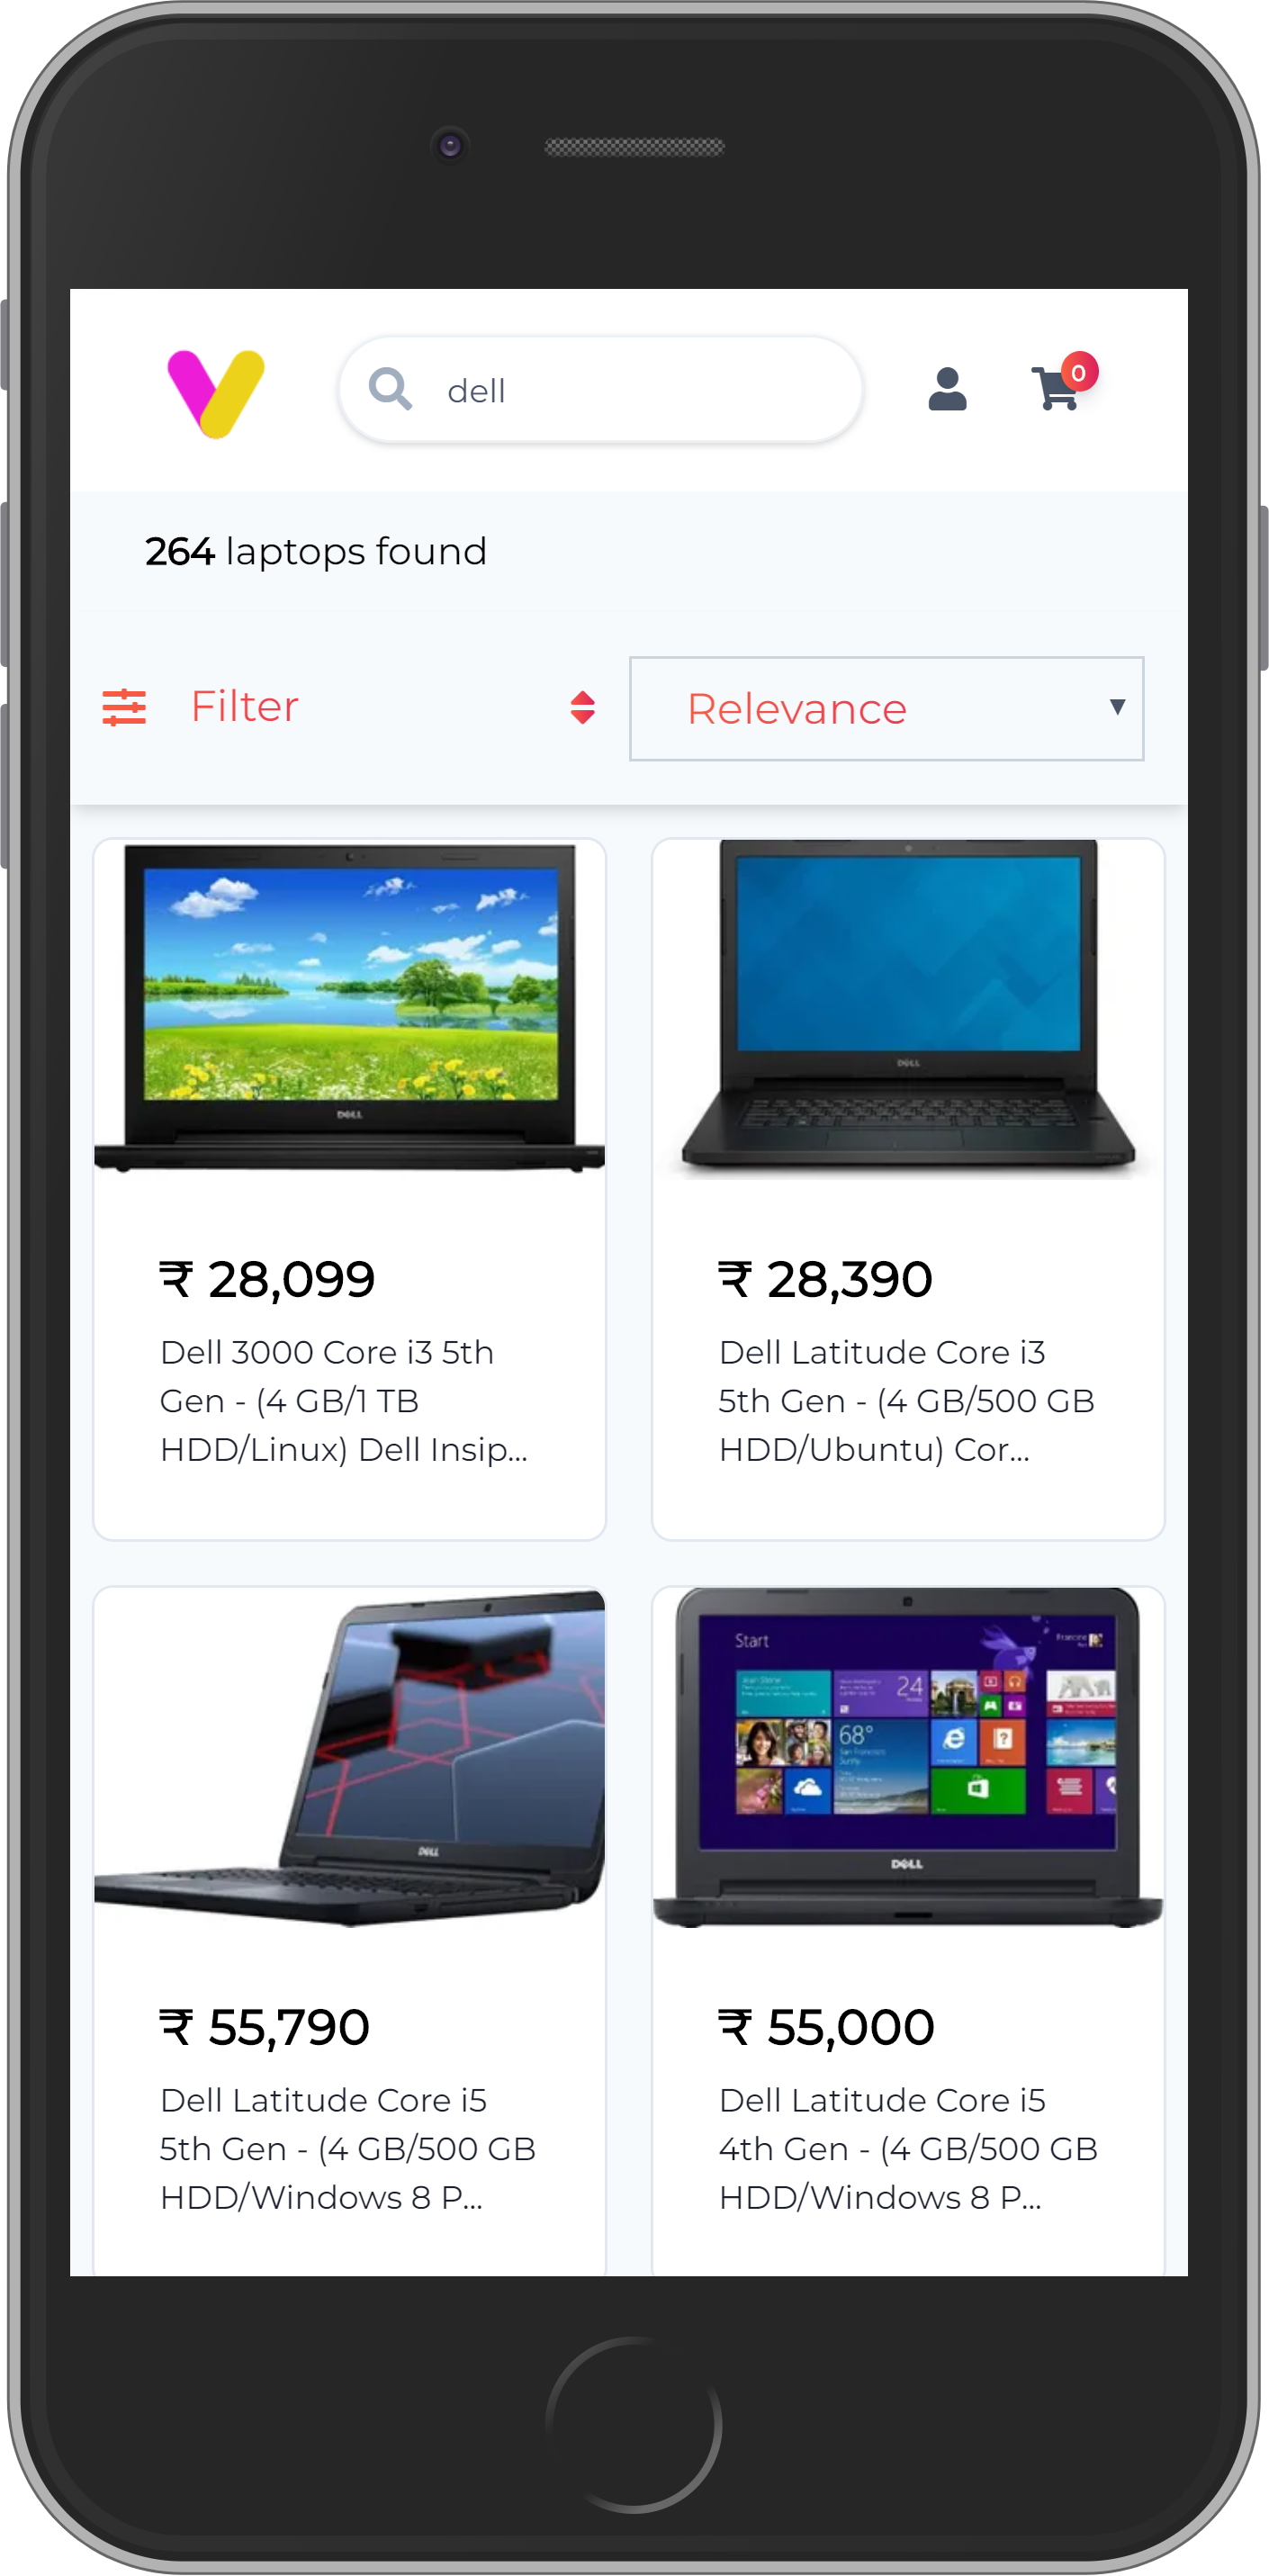 dell
0
264 laptops found
Filter
Relevance
DELL
DELL
₹ 28,099
Dell 3000 Core i3 5th
Gen - (4 GB/1 TB
HDD/Linux) Dell Insip...
₹ 28,390
Dell Latitude Core i3
5th Gen - (4 GB/500 GB
HDD/Ubuntu) Cor...
DELL
Start
24
68°
San Francisco
Sunny
DELL
₹ 55,790
Dell Latitude Core i5
5th Gen - (4 GB/500 GB
HDD/Windows 8 P...
₹ 55,000
Dell Latitude Core i5
4th Gen - (4 GB/500 GB
HDD/Windows 8 P...